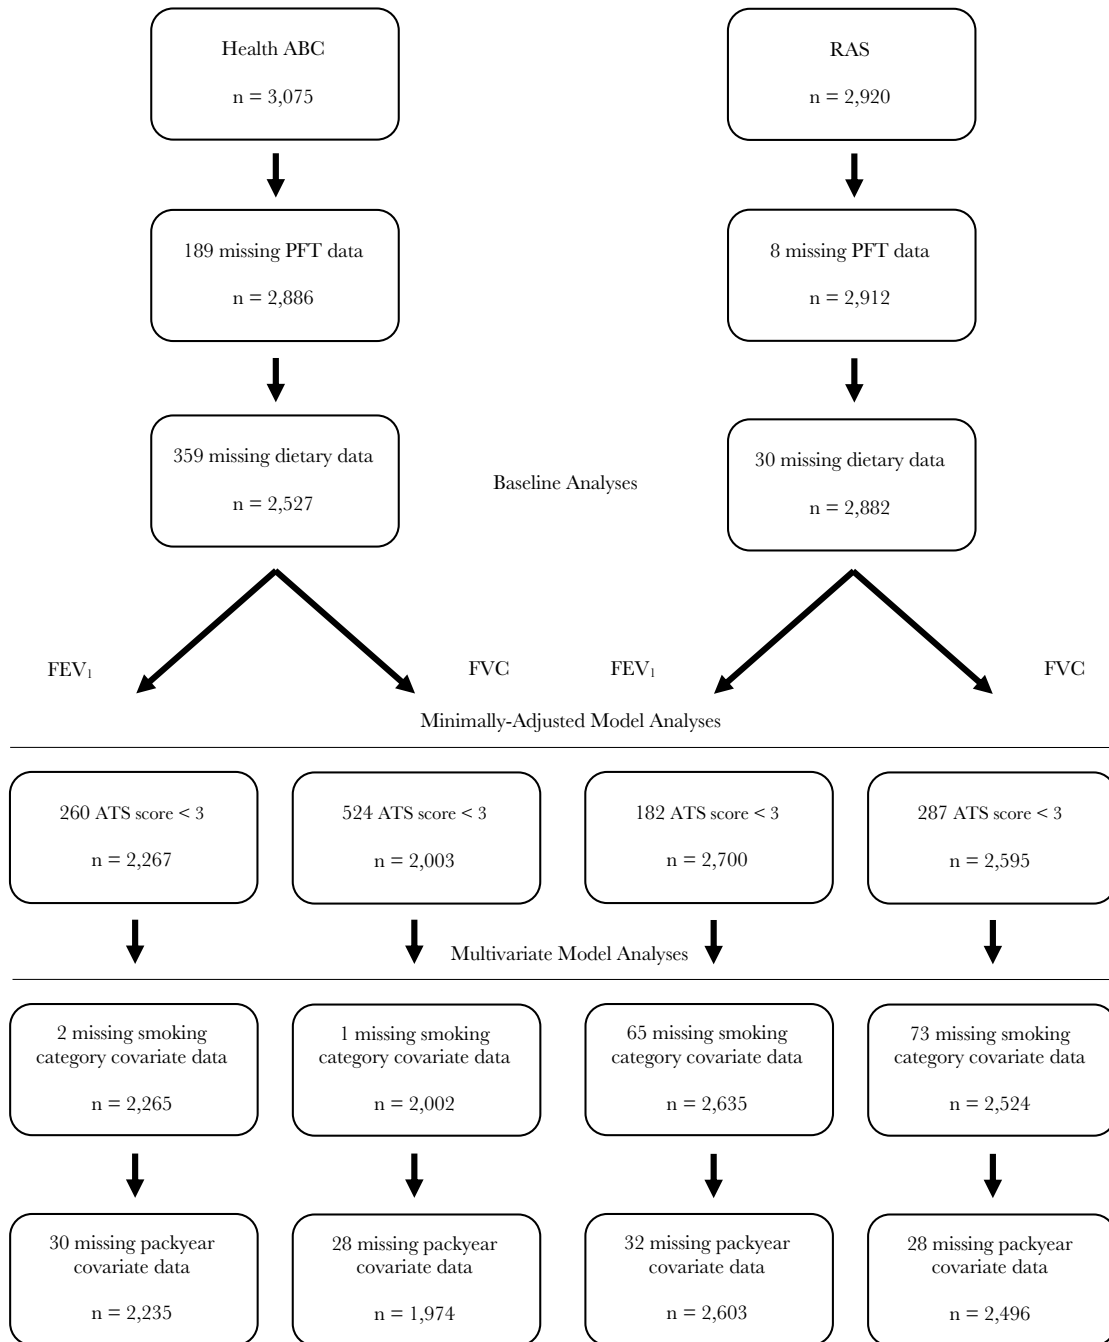 Health ABC
n = 3,075
RAS
n = 2,920
189 missing PFT data
n = 2,886
8 missing PFT data
n = 2,912
359 missing dietary data
n = 2,527
Baseline Analyses
30 missing dietary data
n = 2,882
FEV₁
FVC
FEV₁
FVC
Minimally-Adjusted Model Analyses
260 ATS score < 3
n = 2,267
524 ATS score < 3
n = 2,003
182 ATS score < 3
n = 2,700
287 ATS score < 3
n = 2,595
Multivariate Model Analyses
2 missing smoking
category covariate data
n = 2,265
1 missing smoking
category covariate data
n = 2,002
65 missing smoking
category covariate data
n = 2,635
73 missing smoking
category covariate data
n = 2,524
30 missing packyear
covariate data
n = 2,235
28 missing packyear
covariate data
n = 1,974
32 missing packyear
covariate data
n = 2,603
28 missing packyear
covariate data
n = 2,496